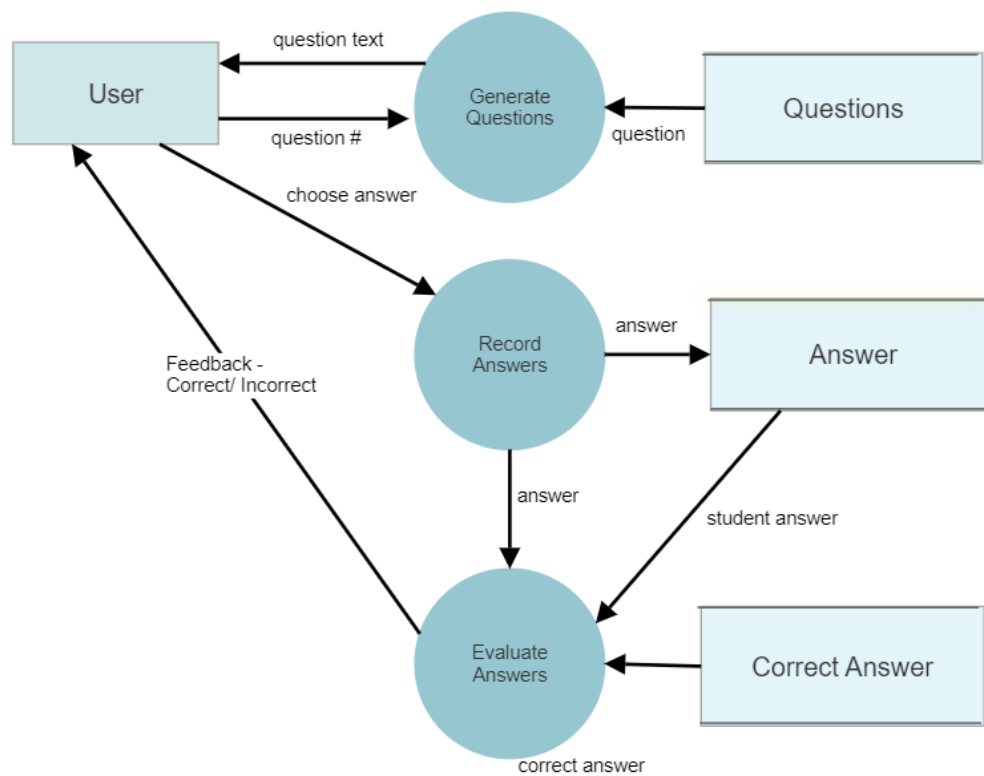 question text
User
Generate
Questions
Questions
question #
question
choose answer
Record
Answers
answer
Answer
Feedback -
Correct/ Incorrect
answer
student answer
Evaluate
Answers
Correct Answer
correct answer